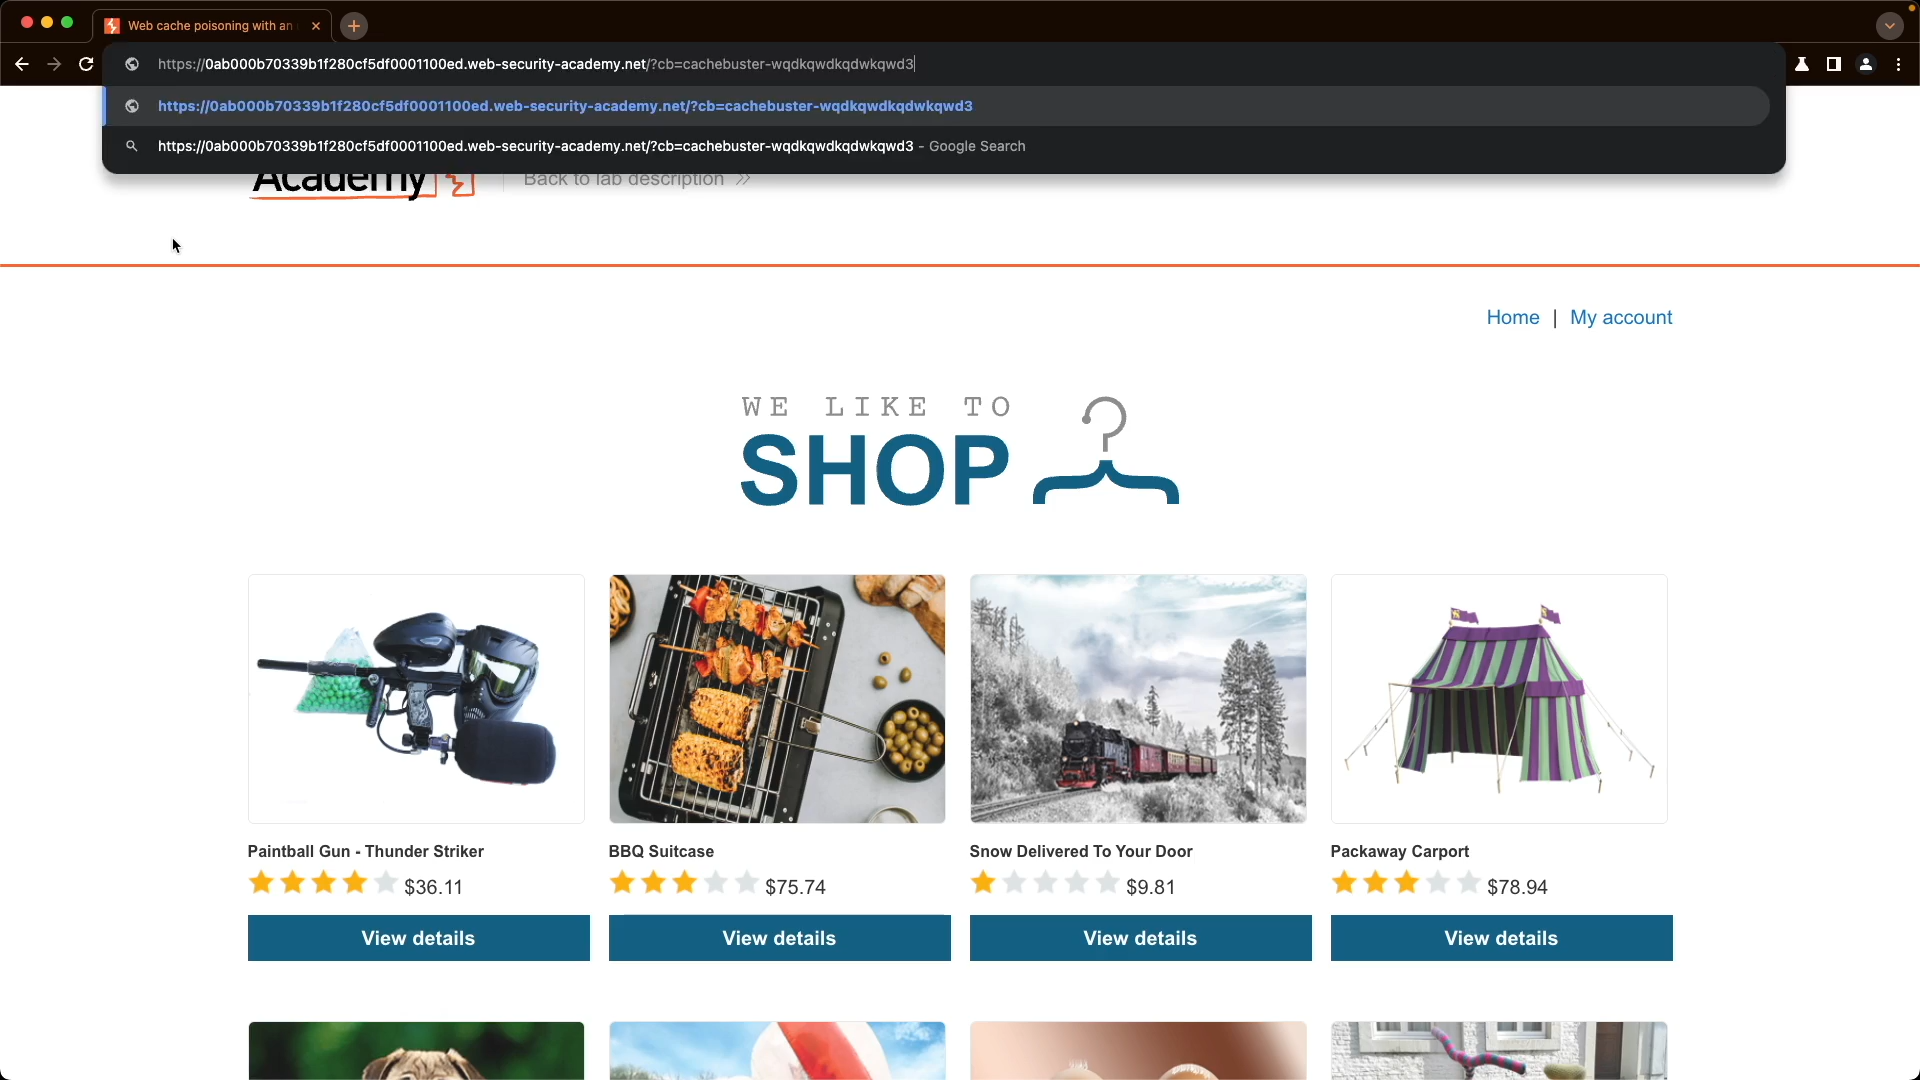 Web cache poisoning with an
https://0ab000b70339b1f280cf5df0001100ed.web-security-academy.net/?cb=cachebuster-wqdkqwdkqdwkqwd3
https://0ab000b70339b1f280cf5df0001100ed.web-security-academy.net/?cb=cachebuster-wqdkqwdkqdwkqwd3
https://0ab000b70339b1f280cf5df0001100ed.web-security-academy.net/?cb=cachebuster-wqdkqwdkqdwkqwd3 - Google Search
Academy Back to lab description
Home | My account
WE LIKE TO
SHOP
Paintball Gun - Thunder Striker
$36.11
View details
BBQ Suitcase
$75.74
View details
Snow Delivered To Your Door
$9.81
View details
Packaway Carport
$78.94
View details